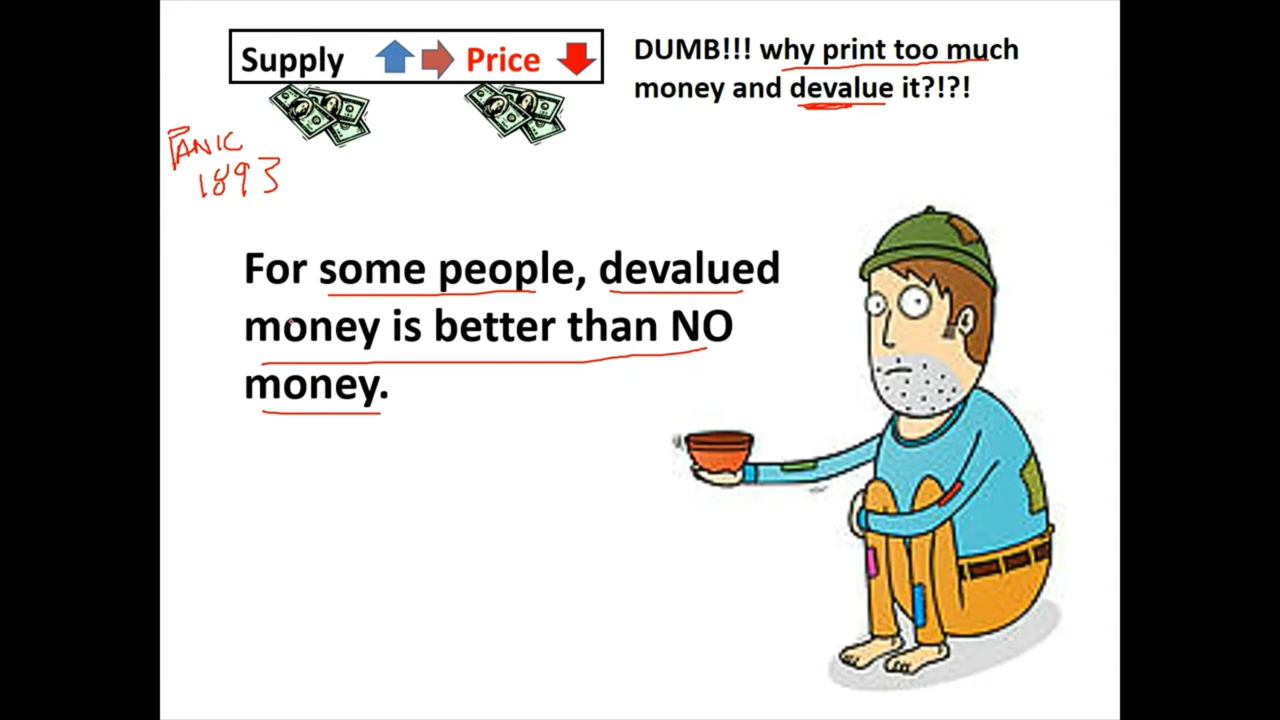 Supply Price
DUMB!!! why print too much
money and devalue it?!?!
PANIC
1893
For some people, devalued
money is better than NO
money.